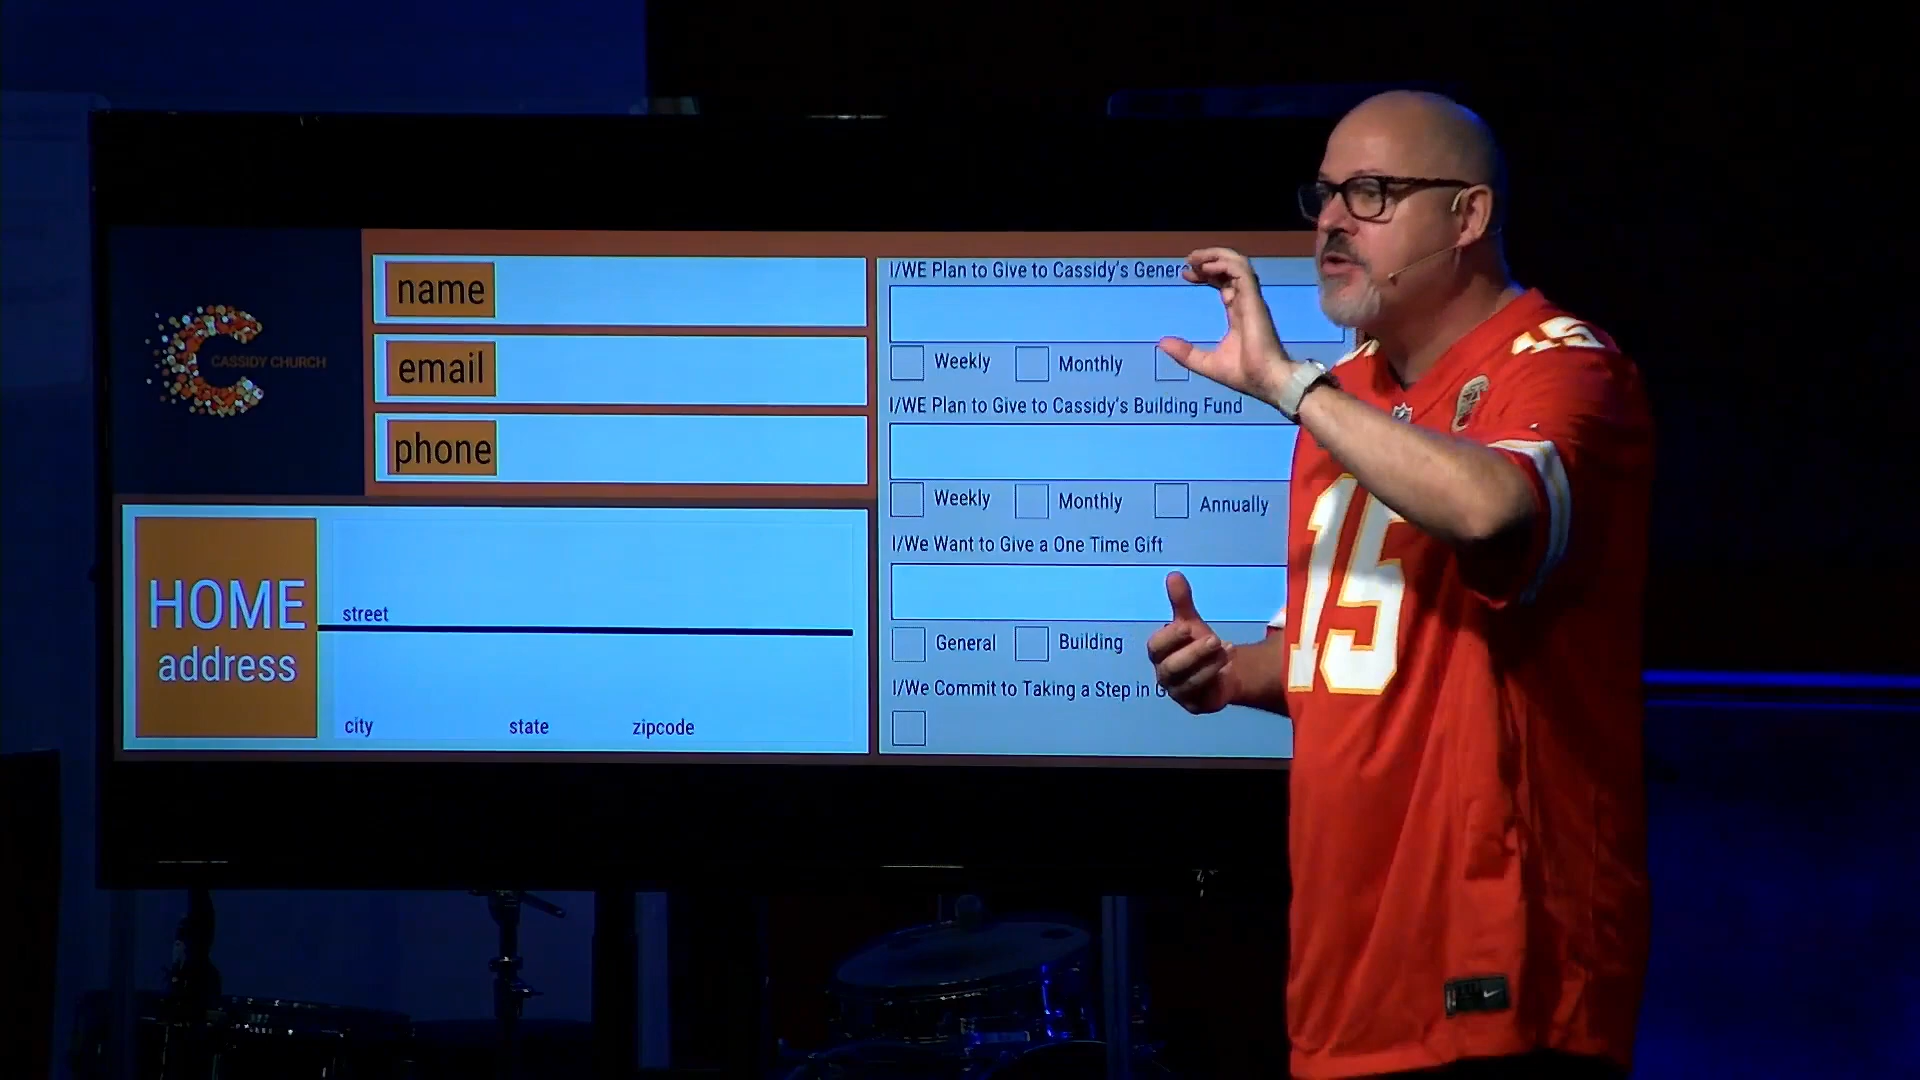 CASSIDY CHURCH
name
email
phone
HOME
address
street
city state zipcode
I/WE Plan to Give to Cassidy's
Weekly Monthly
I/WE Plan to Give to Cassidy's Building Fund
Weekly Monthly Annually
I/We Want to Give a One Time Gift
General Building
I/We Commit to Taking a Step in
15
15